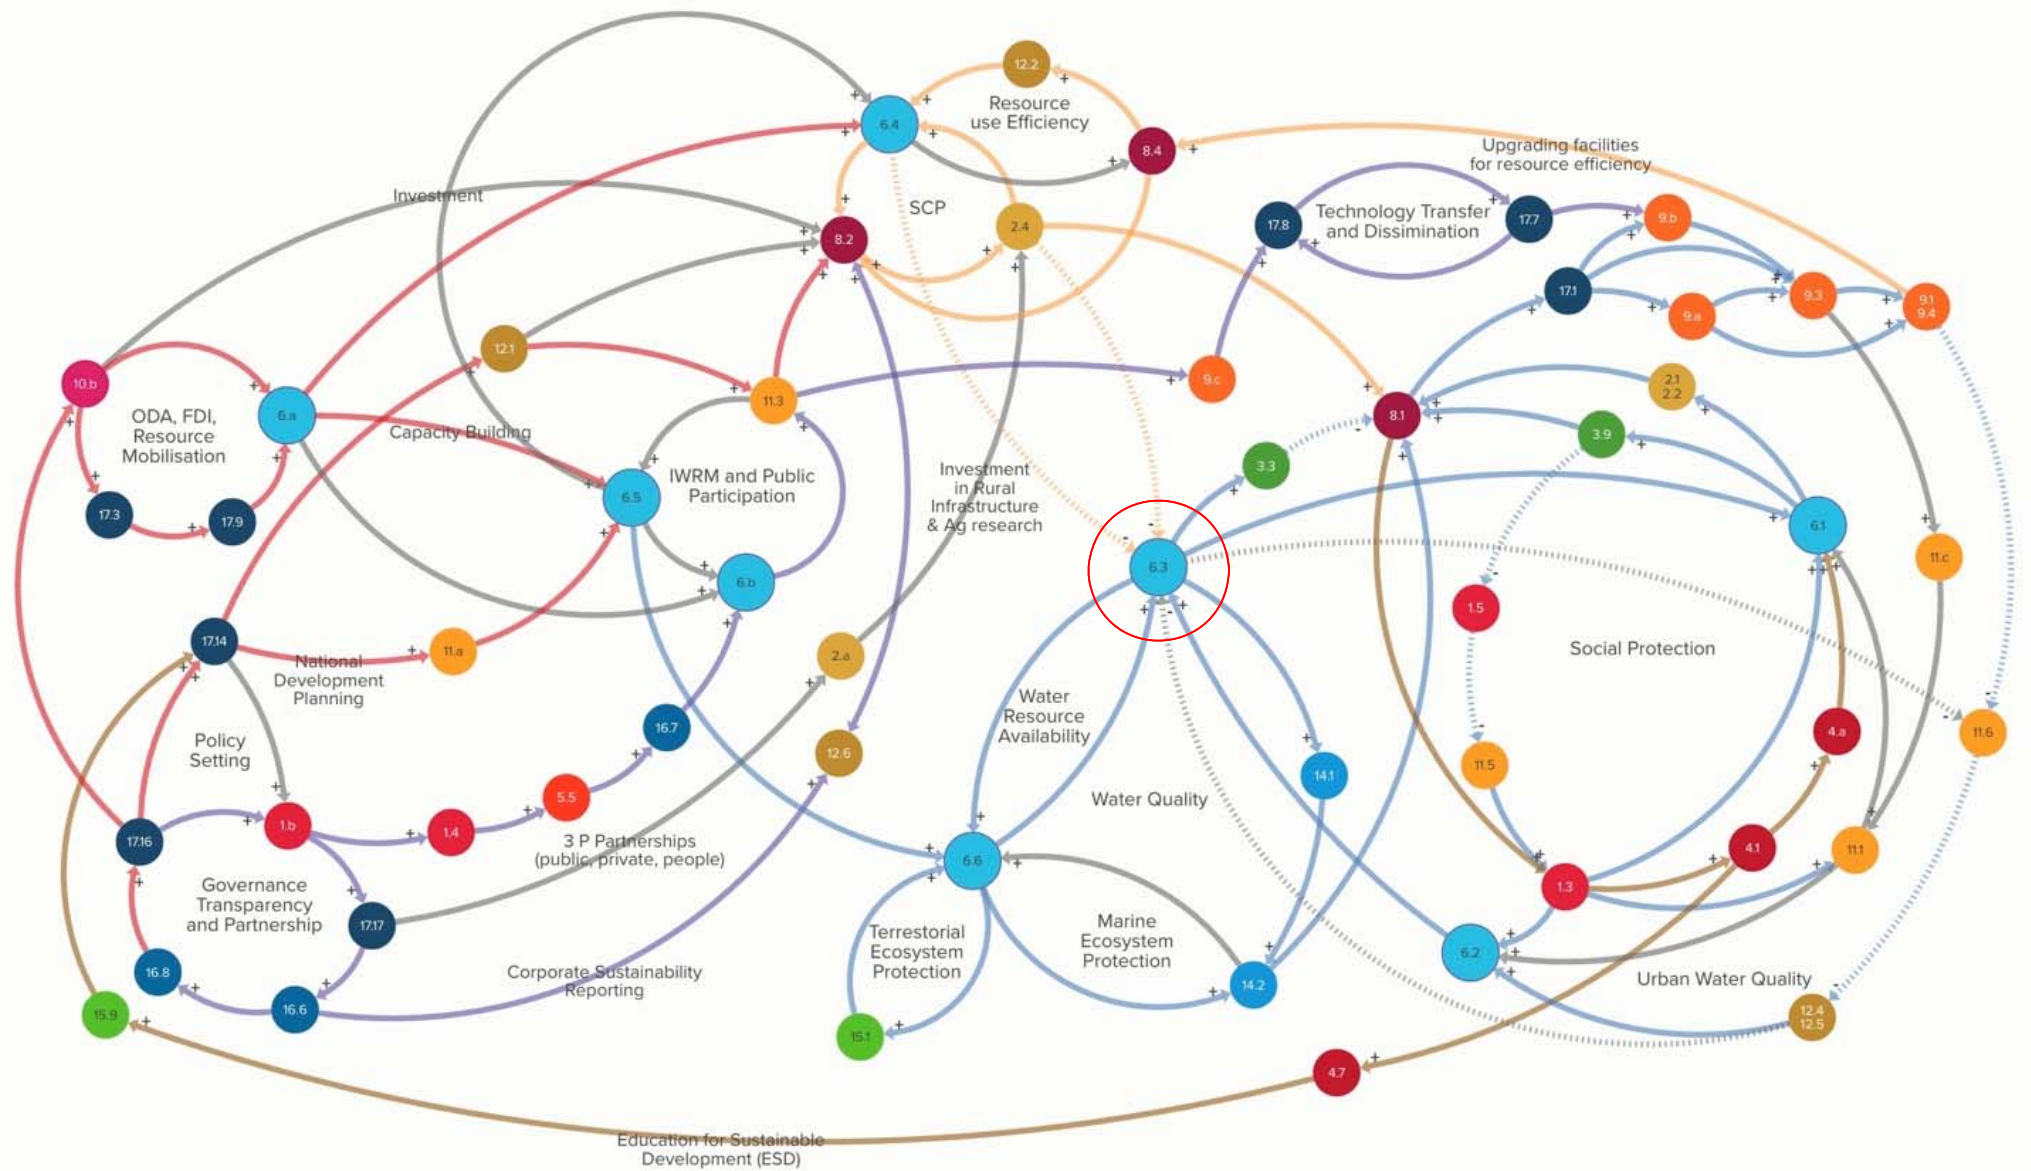 12.2
Resource
use Efficiency
6.4
8.4
Upgrading facilities
for resource efficiency
Investment
SCP
8.2
2.4
17.8
Technology Transfer
and Dissimination
17.7
9.b
17.1
9.a
9.3
9.1
9.4
12.1
10.b
6.a
ODA, FDI,
Resource
Mobilisation
Capacity Building
11.3
9.c
8.1
2.1
2.2
3.9
3.3
17.3
17.9
6.5
IWRM and Public
Participation
Investment
in Rural
Infrastructure
& Ag research
6.1
11.c
6.3
6.b
1.5
17.14
11.a
National
Development
Planning
2.a
Social Protection
Policy
Setting
16.7
12.6
Water
Resource
Availability
4.a
11.6
11.5
14.1
5.5
Water Quality
17.16
1.b
1.4
3 P Partnerships
(public, private, people)
6.6
4.1
11.1
1.3
Governance
Transparency
and Partnership
17.17
Terrestorial
Ecosystem
Protection
Marine
Ecosystem
Protection
6.2
16.8
Corporate Sustainability
Reporting
14.2
Urban Water Quality
15.9
16.6
15.1
12.4
12.5
4.7
Education for Sustainable
Development (ESD)